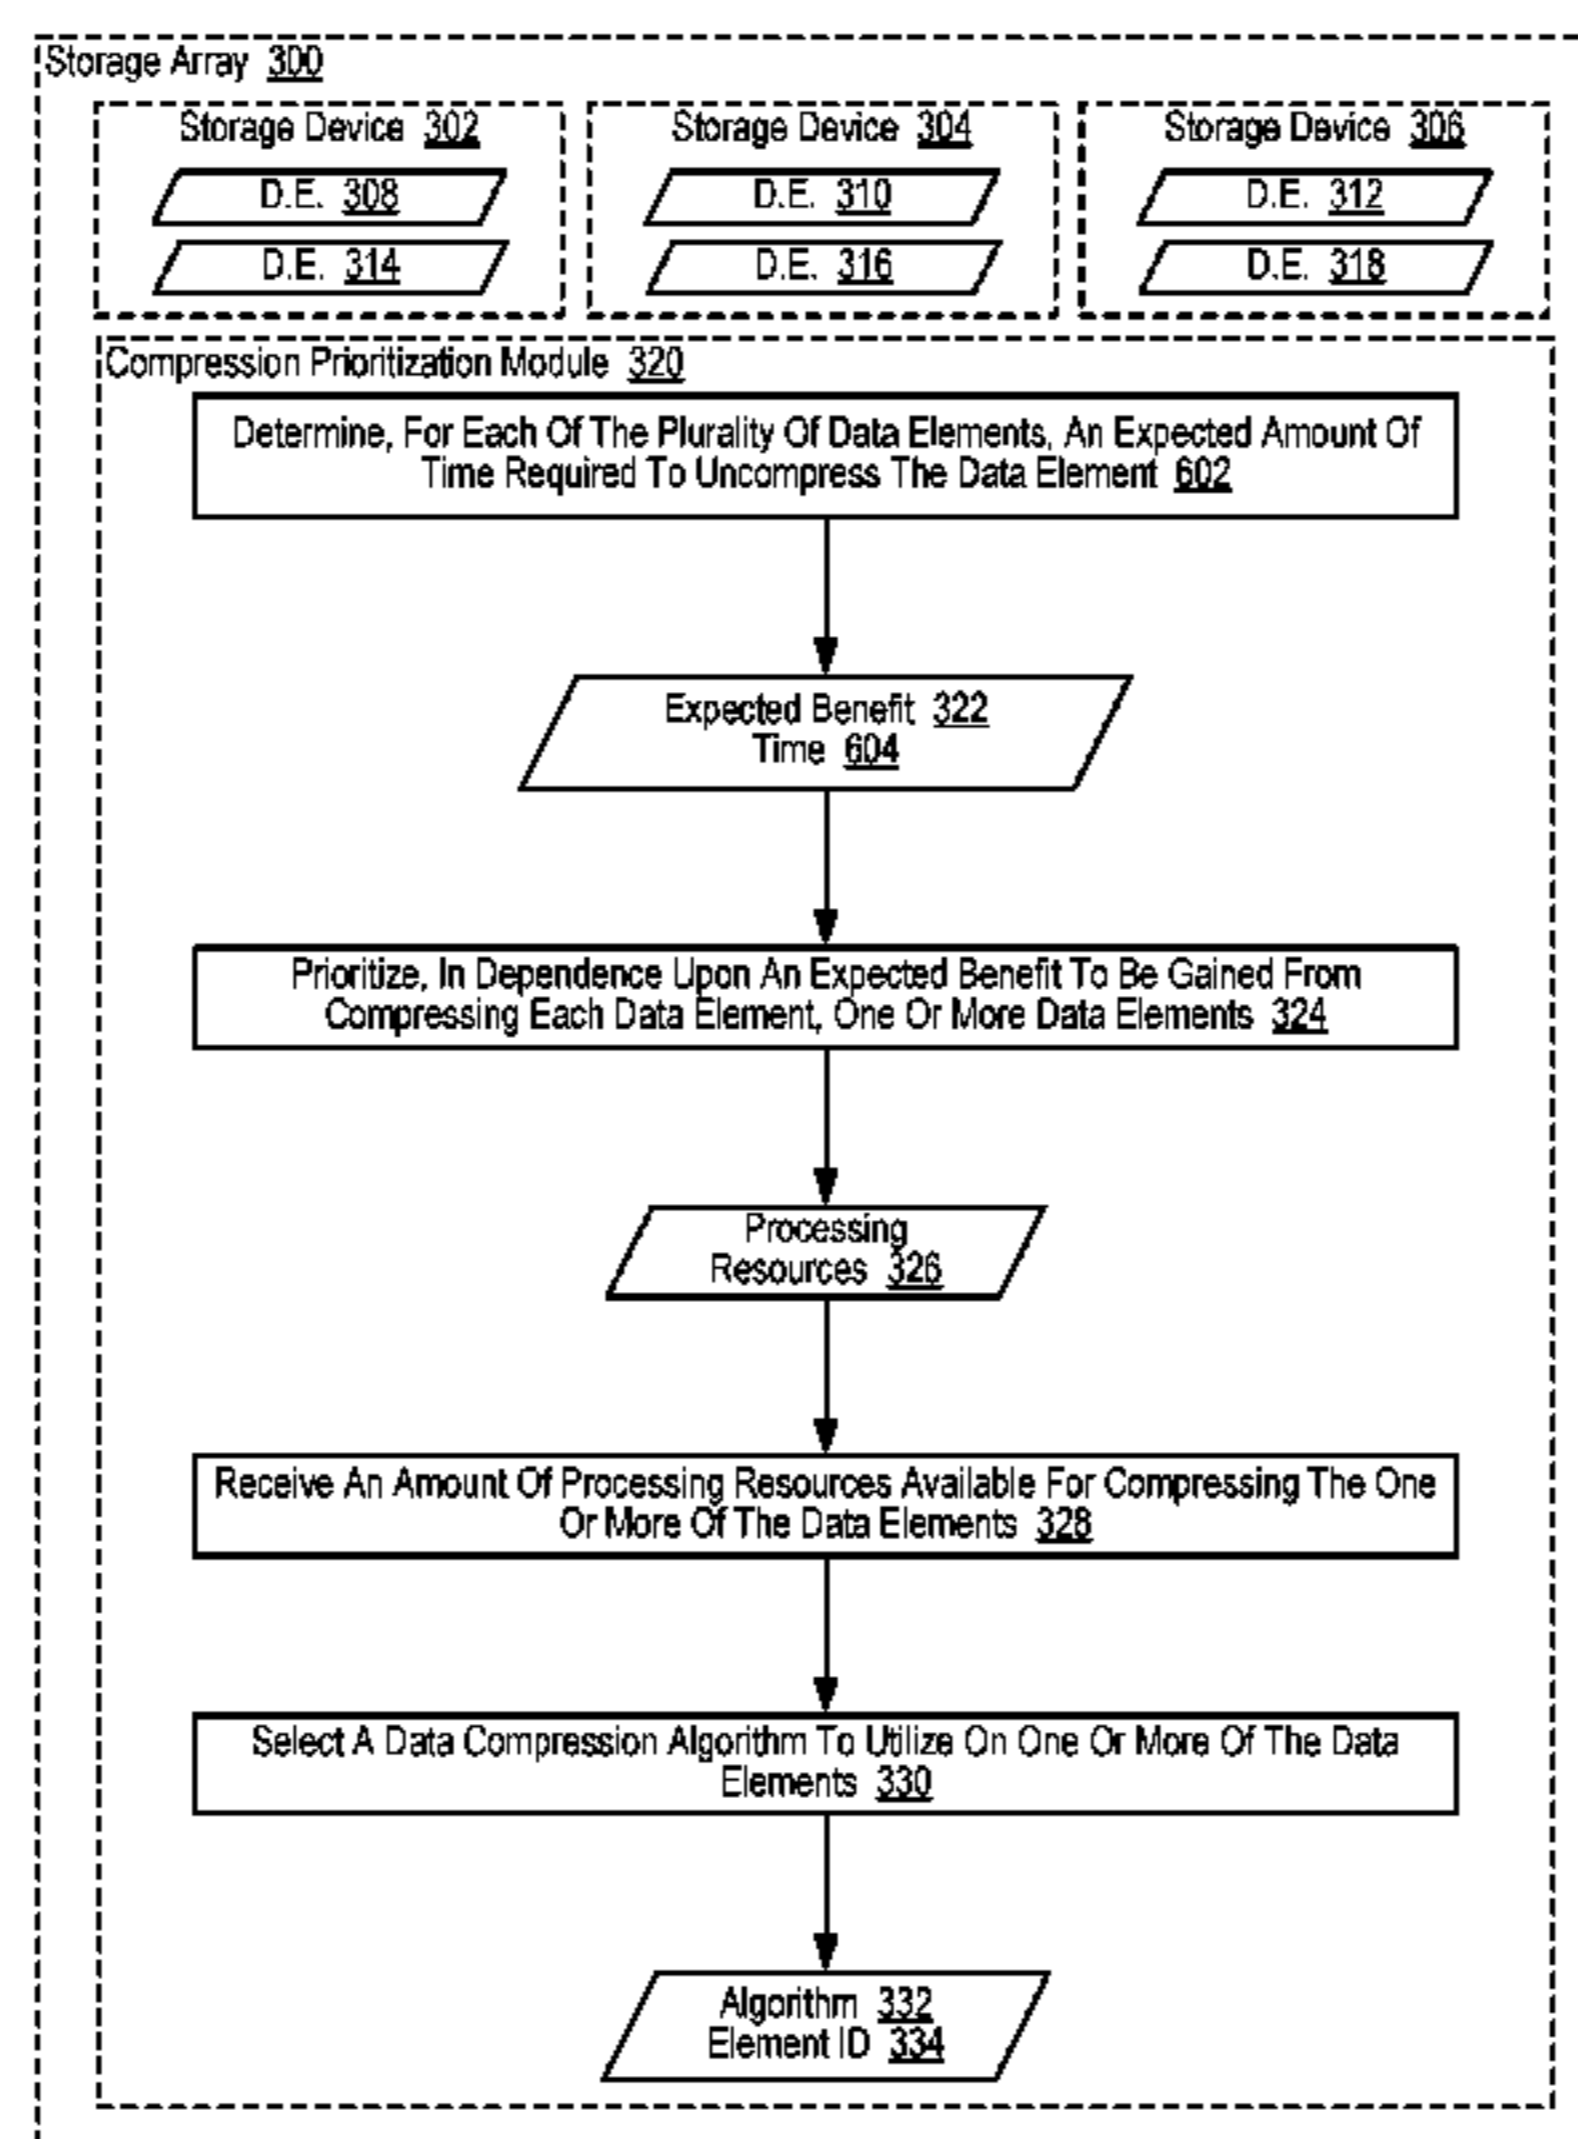 Storage Array 300
Storage Device 302
D.E. 308
D.E. 314
Storage Device 304
D.E. 310
D.E. 316
Storage Device 306
D.E. 312
D.E. 318
Compression Prioritization Module 320
Determine, For Each Of The Plurality Of Data Elements, An Expected Amount Of
Time Required To Uncompress The Data Element 602
Expected Benefit 322
Time 604
Prioritize, In Dependence Upon An Expected Benefit To Be Gained From
Compressing Each Data Element, One Or More Data Elements 324
Processing
Resources 326
Receive An Amount Of Processing Resources Available For Compressing The One
Or More Of The Data Elements 328
Select A Data Compression Algorithm To Utilize On One Or More Of The Data
Elements 330
Algorithm 332
Element ID 334